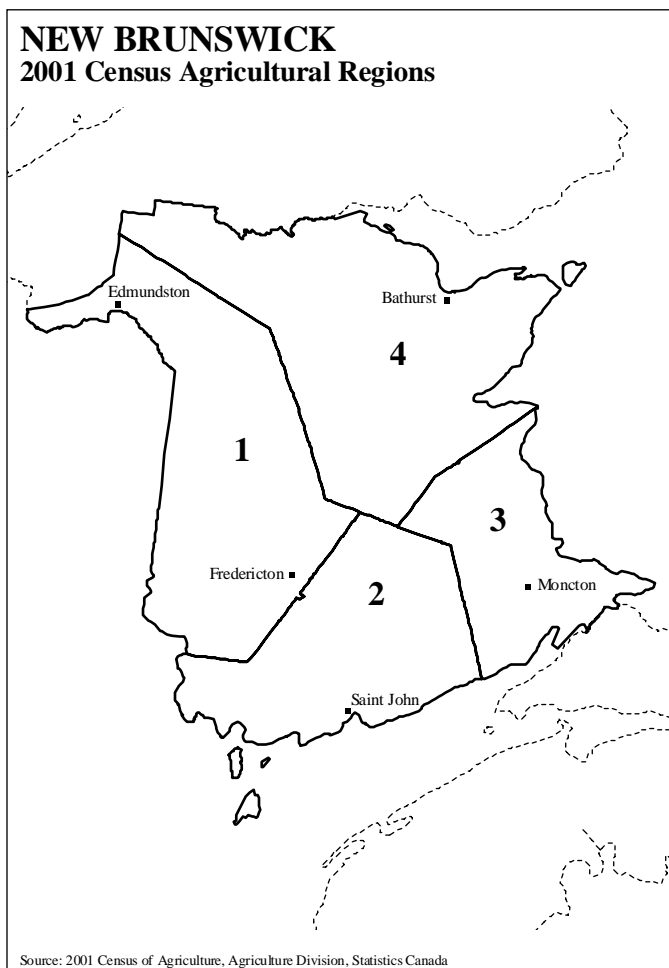 NEW BRUNSWICK
2001 Census Agricultural Regions
Edmundston
Bathurst
4
1
3
Fredericton
Moncton
2
Saint John
Source: 2001 Census of Agriculture, Agriculture Division, Statistics Canada